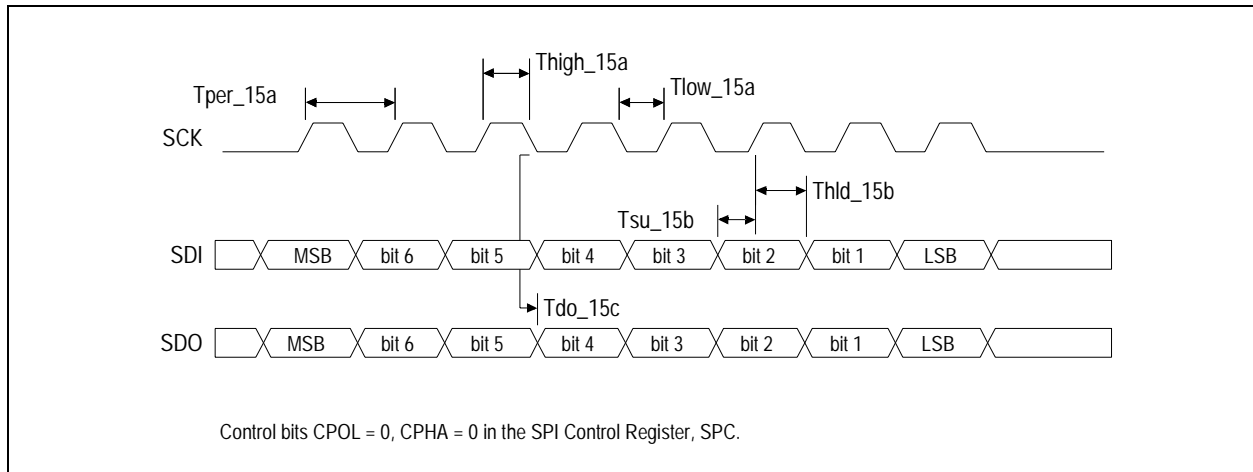 Thigh_15a
Tper_15a
Tlow_15a
SCK
Thld_15b
Tsu_15b
SDI MSB bit 6 bit 5 bit 4 bit 3 bit 2 bit 1 LSB
Tdo_15c
SDO MSB bit 6 bit 5 bit 4 bit 3 bit 2 bit 1 LSB
Control bits CPOL = 0, CPHA = 0 in the SPI Control Register, SPC.